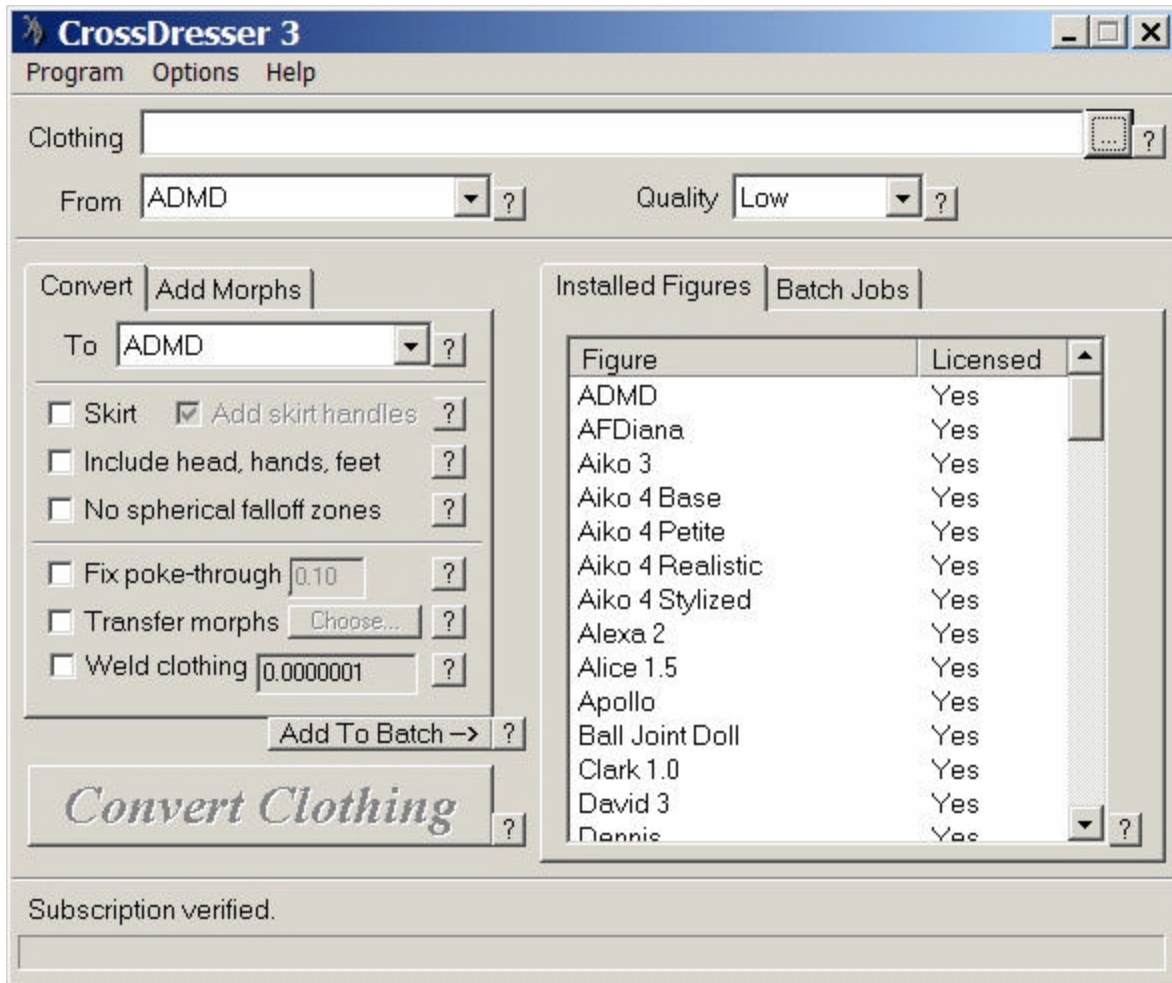 CrossDresser 3
Program Options Help
Clothing ... ?
From ADMD ? Quality Low ?
Convert Add Morphs
To ADMD ?
Skirt Add skirt handles ?
Include head, hands, feet ?
No spherical falloff zones ?
Fix poke-through 0.10 ?
Transfer morphs Choose... ?
Weld clothing 0.0000001 ?
Add To Batch --> ?
Convert Clothing ?
Installed Figures Batch Jobs
Figure Licensed
ADMD Yes
AFDiana Yes
Aiko 3 Yes
Aiko 4 Base Yes
Aiko 4 Petite Yes
Aiko 4 Realistic Yes
Aiko 4 Stylized Yes
Alexa 2 Yes
Alice 1.5 Yes
Apollo Yes
Ball Joint Doll Yes
Clark 1.0 Yes
David 3 Yes
Dennis Yes
?
Subscription verified.